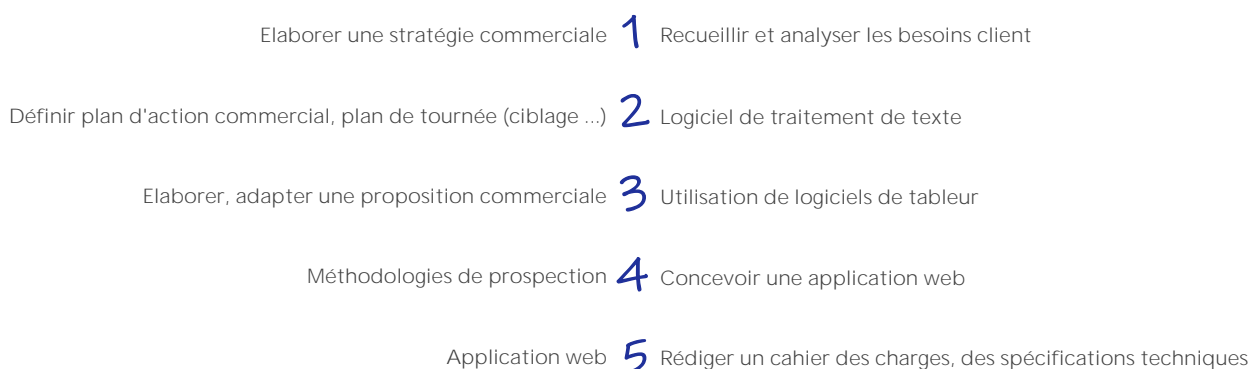 Elaborer une stratégie commerciale 1 Recueillir et analyser les besoins client
Définir plan d'action commercial, plan de tournée (ciblage ...) 2 Logiciel de traitement de texte
Elaborer, adapter une proposition commerciale 3 Utilisation de logiciels de tableur
Méthodologies de prospection 4 Concevoir une application web
Application web 5 Rédiger un cahier des charges, des spécifications techniques